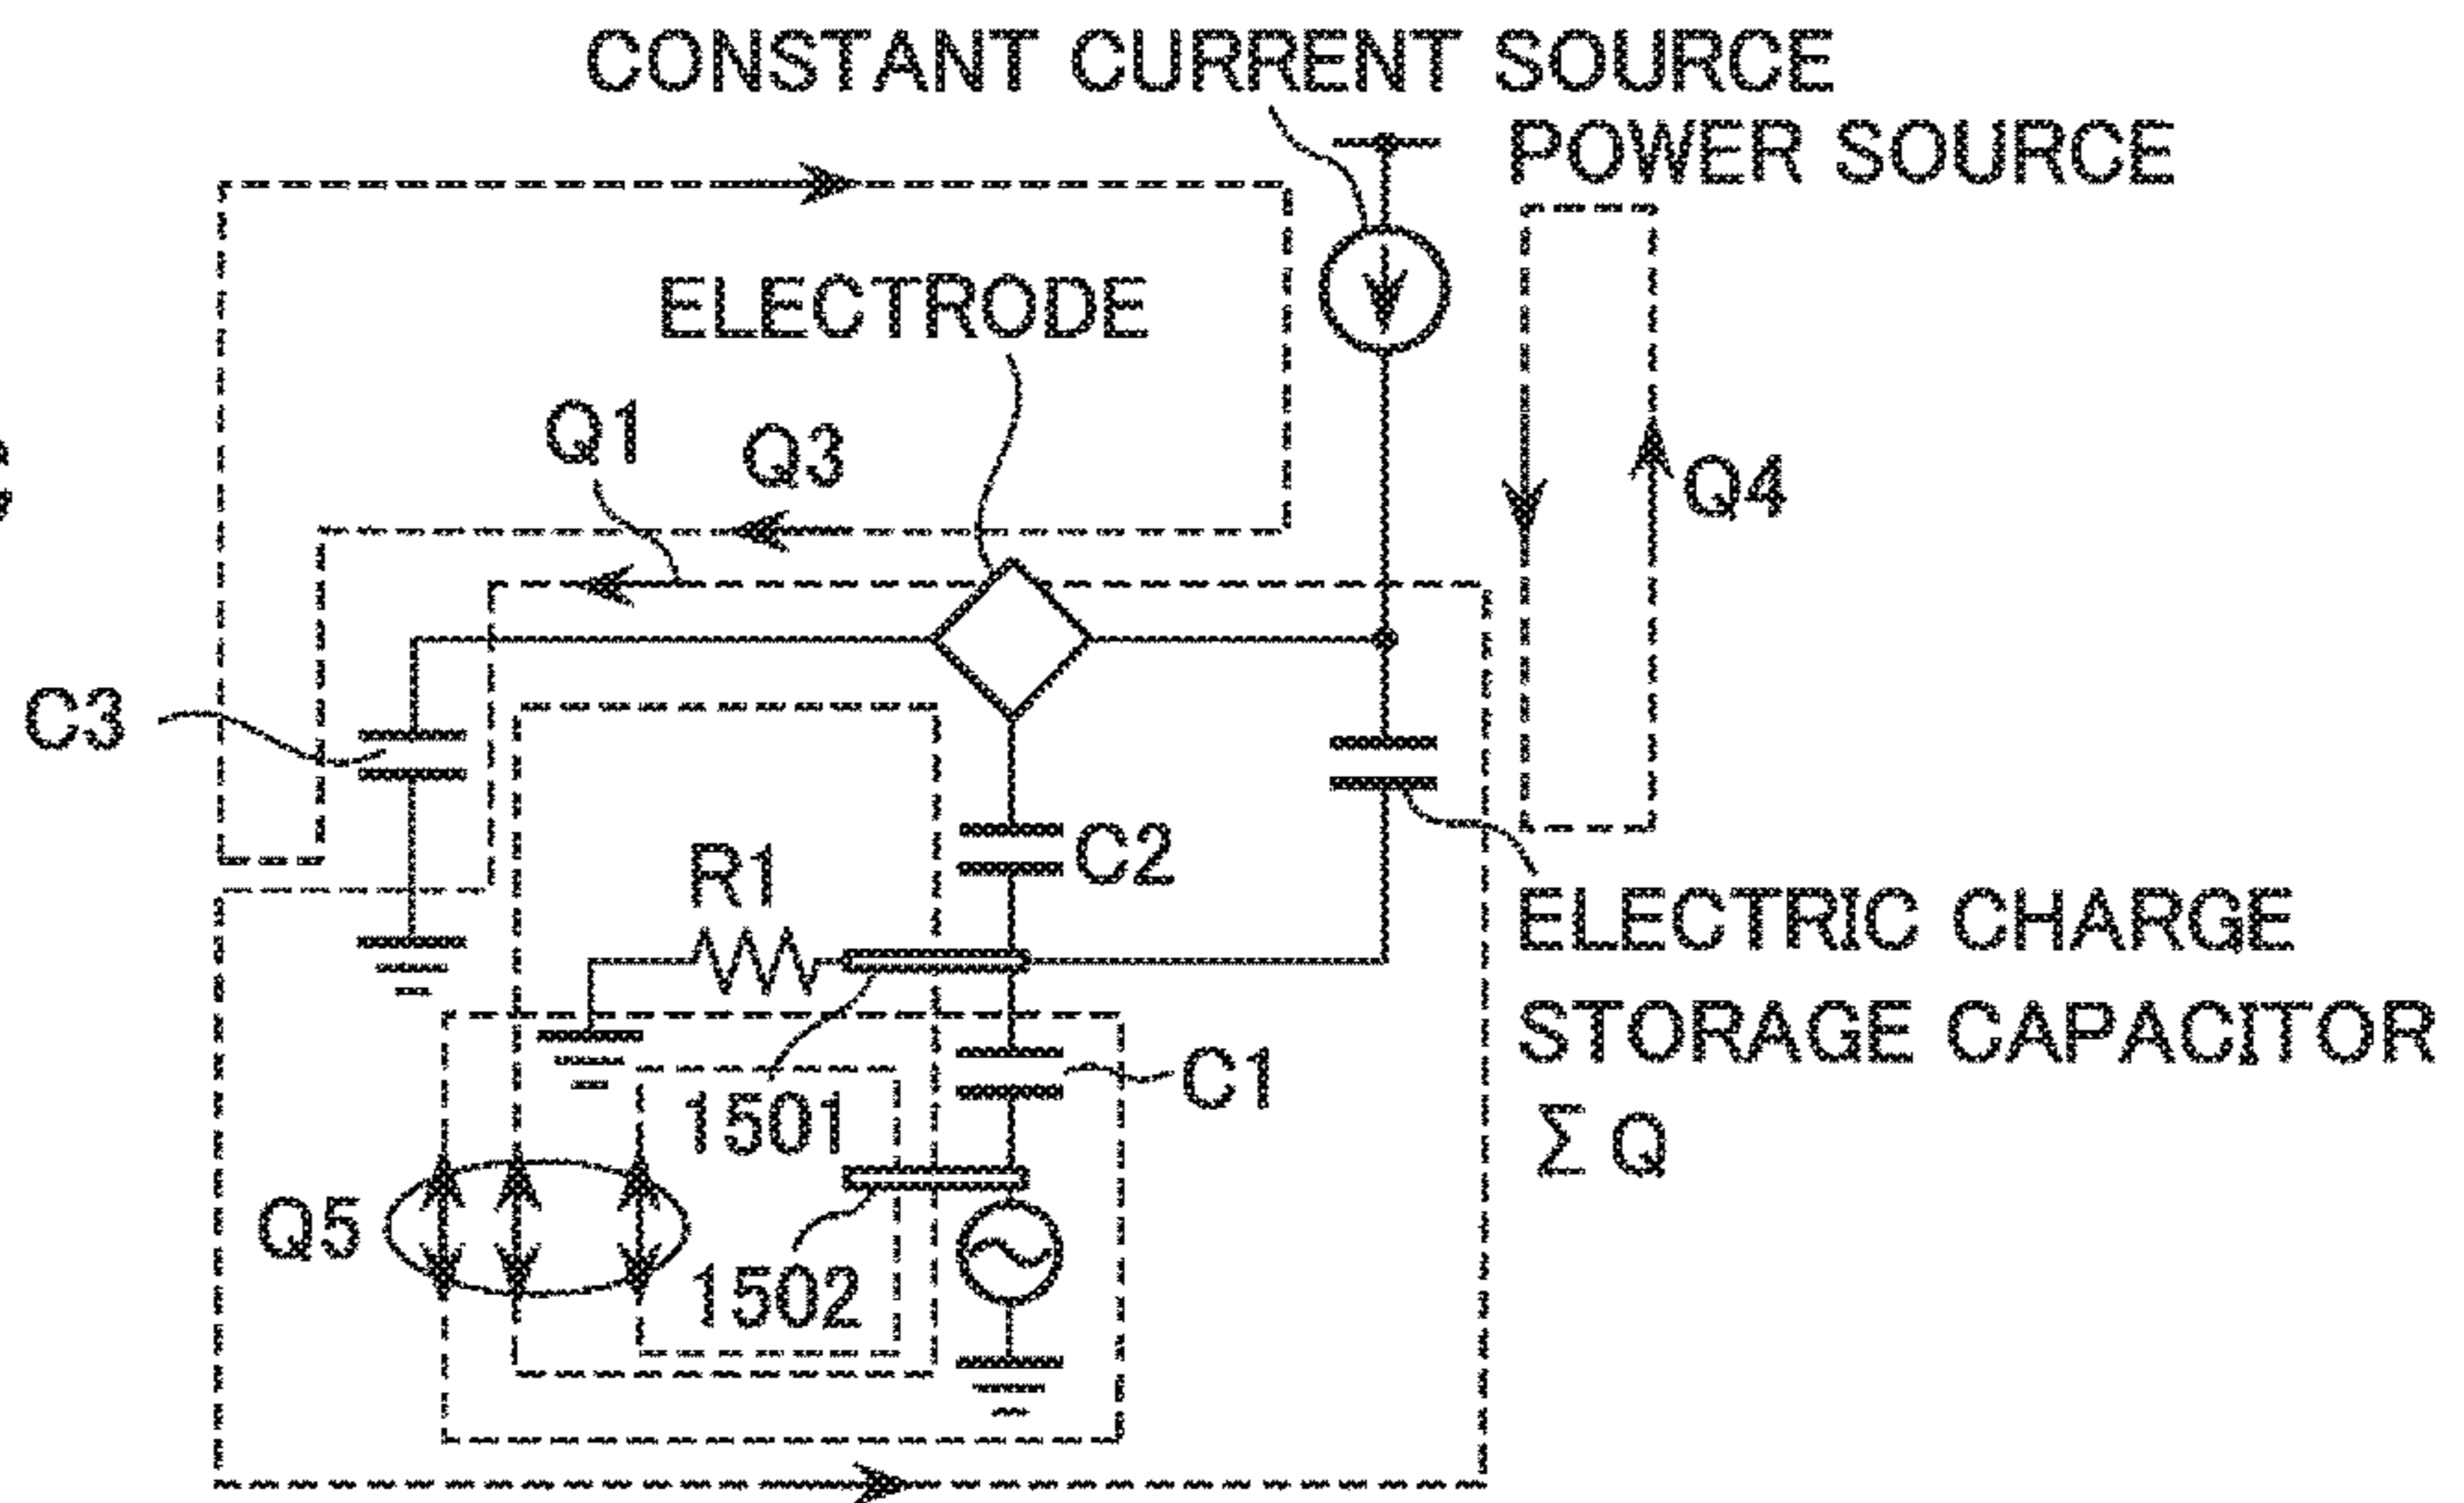 CONSTANT CURRENT SOURCE
POWER SOURCE
ELECTRODE
Q1
Q3
Q4
C3
C2
R1
ELECTRIC CHARGE
STORAGE CAPACITOR
ΣQ
C1
1501
Q5
1502